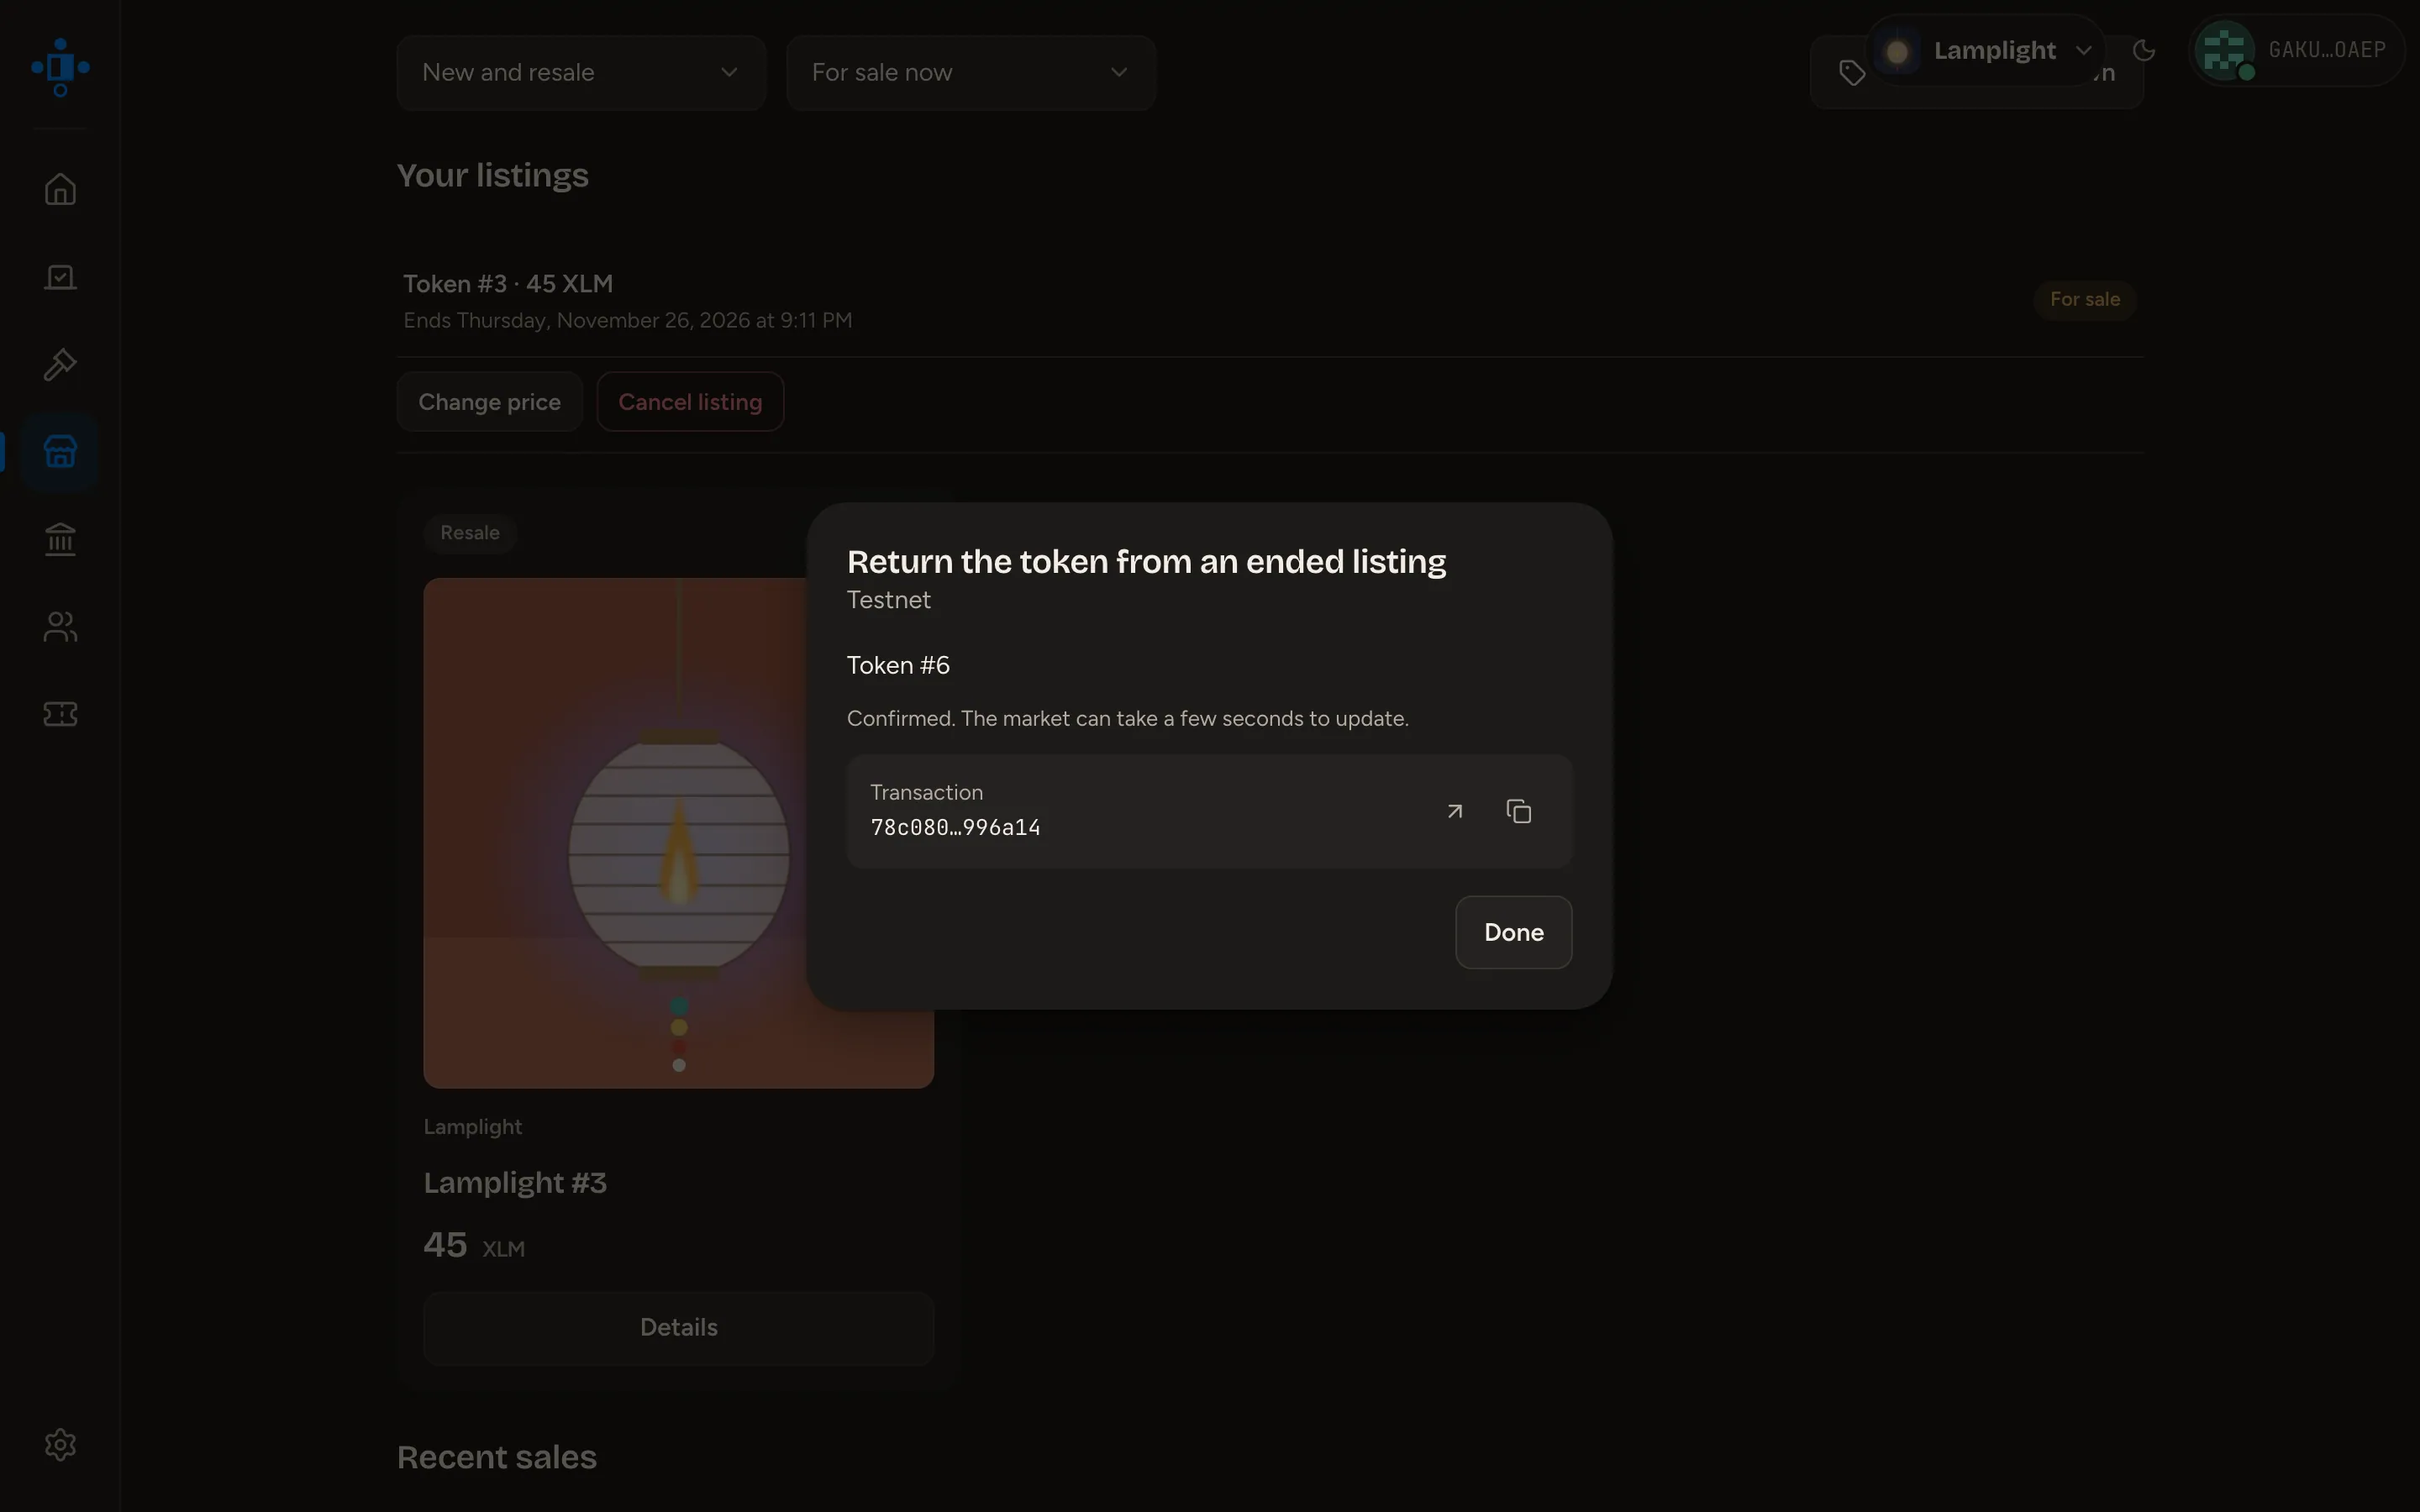 New and resale
For sale now
Lamplight
GAKU…OAEP
Your listings
Token #3 · 45 XLM
Ends Thursday, November 26, 2026 at 9:11 PM
For sale
Change price
Cancel listing
Resale
Return the token from an ended listing
Testnet
Token #6
Confirmed. The market can take a few seconds to update.
Transaction
78c080…996a14
Done
Lamplight
Lamplight #3
45 XLM
Details
Recent sales